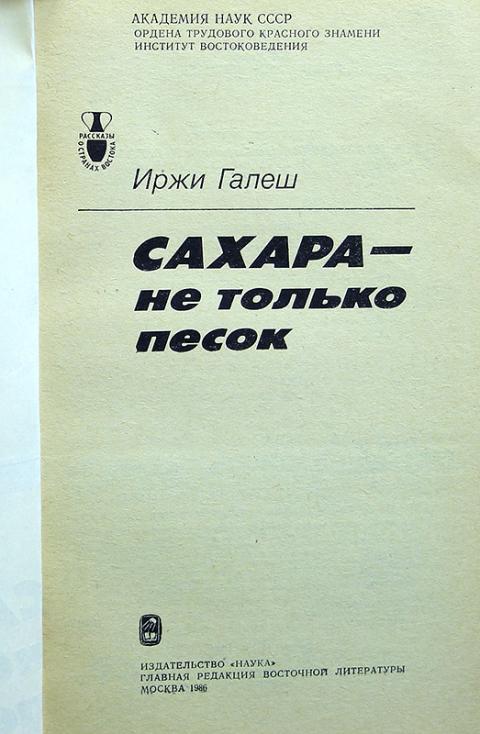 АКАДЕМИЯ НАУК СССР
ОРДЕНА ТРУДОВОГО КРАСНОГО ЗНАМЕНИ
ИНСТИТУТ ВОСТОКОВЕДЕНИЯ
РАССКАЗЫ
О СТРАНАХ ВОСТОКА
Иржи Галеш
САХАРА —
не только
песок
ИЗДАТЕЛЬСТВО «НАУКА»
ГЛАВНАЯ РЕДАКЦИЯ ВОСТОЧНОЙ ЛИТЕРАТУРЫ
МОСКВА 1986